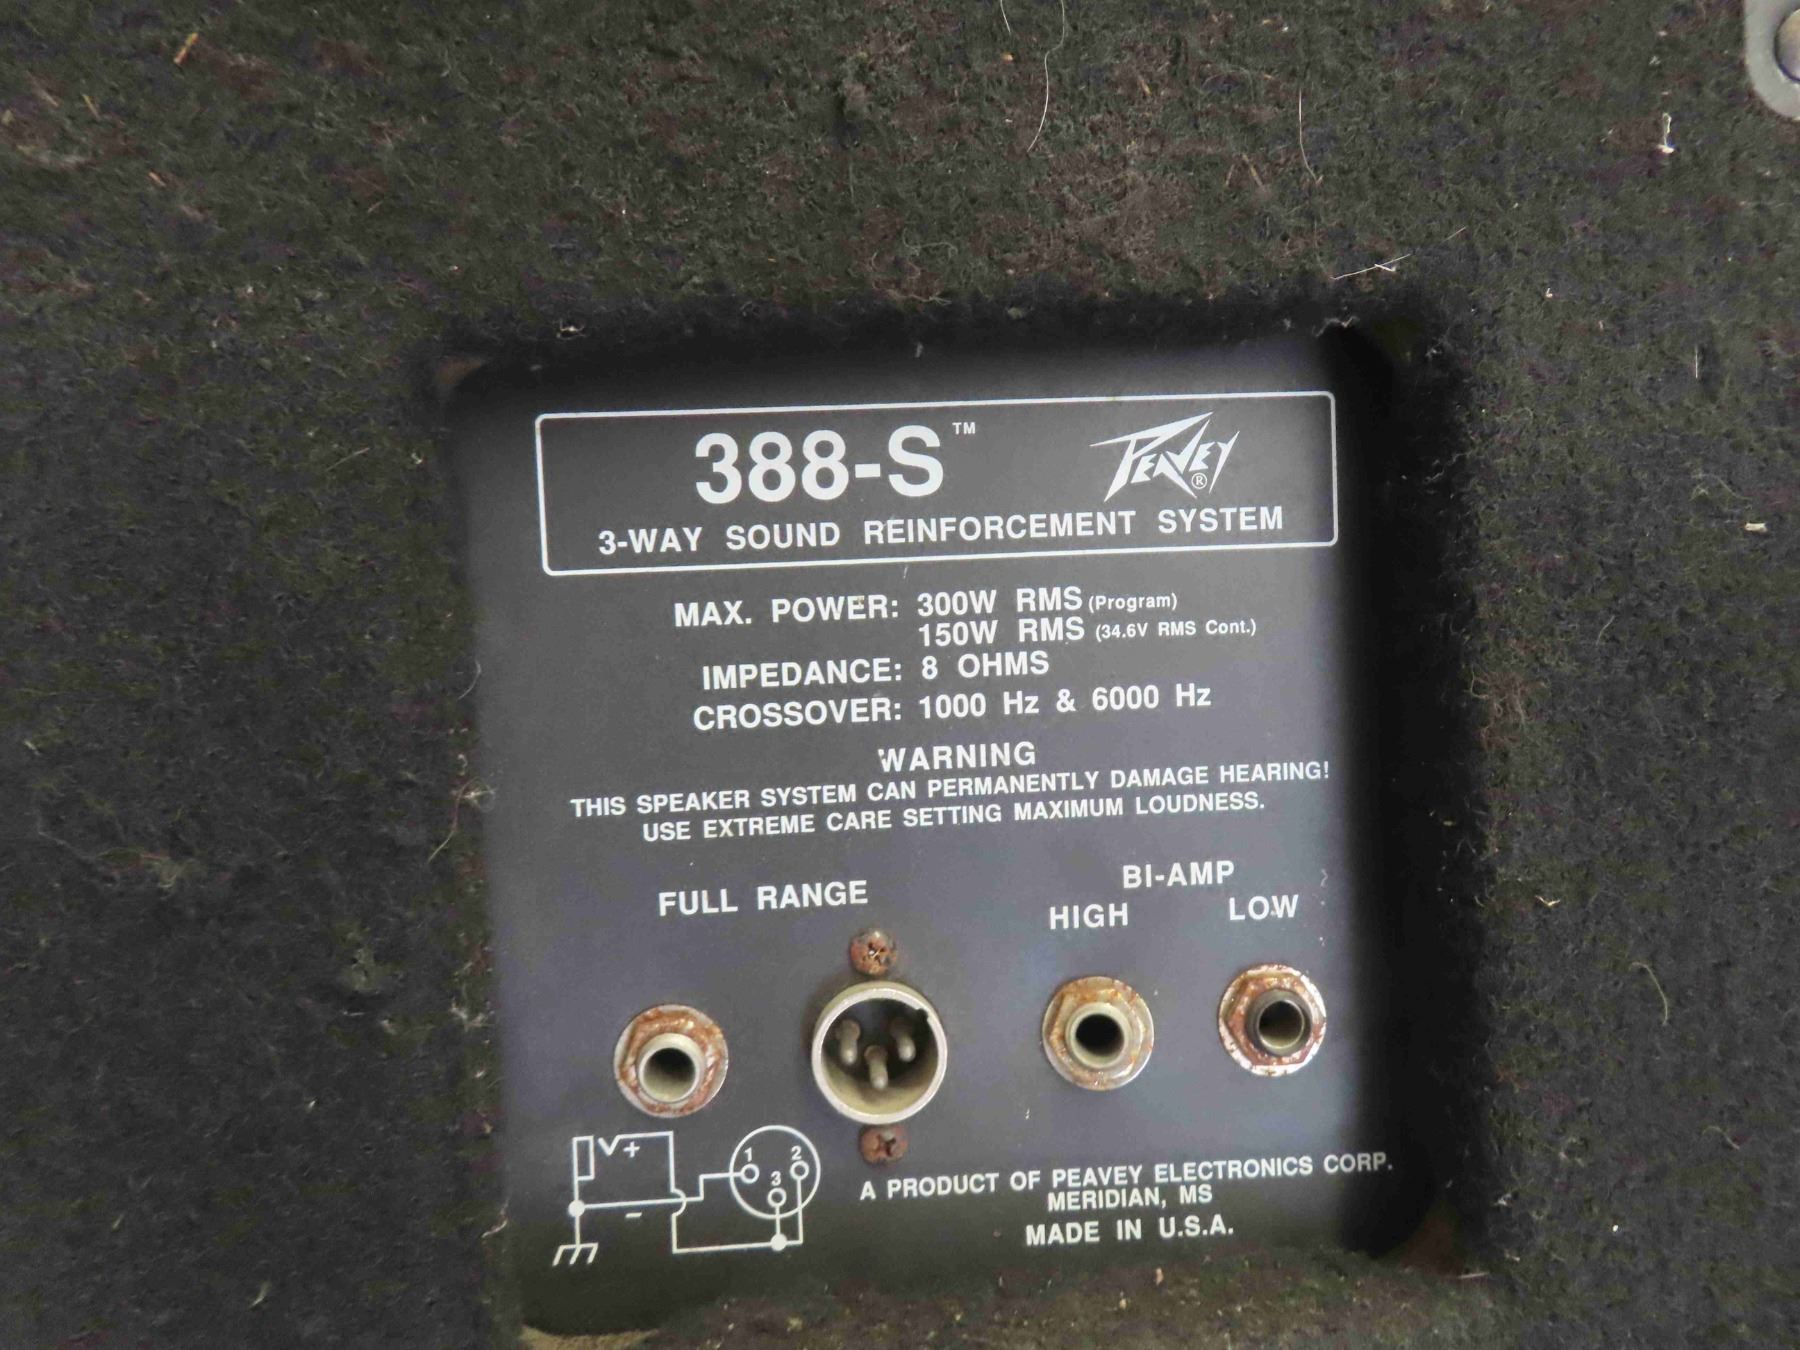 388-S™ PEAVEY®
3-WAY SOUND REINFORCEMENT SYSTEM
MAX. POWER: 300W RMS (Program)
150W RMS (34.6V RMS Cont.)
IMPEDANCE: 8 OHMS
CROSSOVER: 1000 Hz & 6000 Hz
WARNING
THIS SPEAKER SYSTEM CAN PERMANENTLY DAMAGE HEARING!
USE EXTREME CARE SETTING MAXIMUM LOUDNESS.
FULL RANGE
BI-AMP
HIGH LOW
+
−
1 2
3
A PRODUCT OF PEAVEY ELECTRONICS CORP.
MERIDIAN, MS
MADE IN U.S.A.